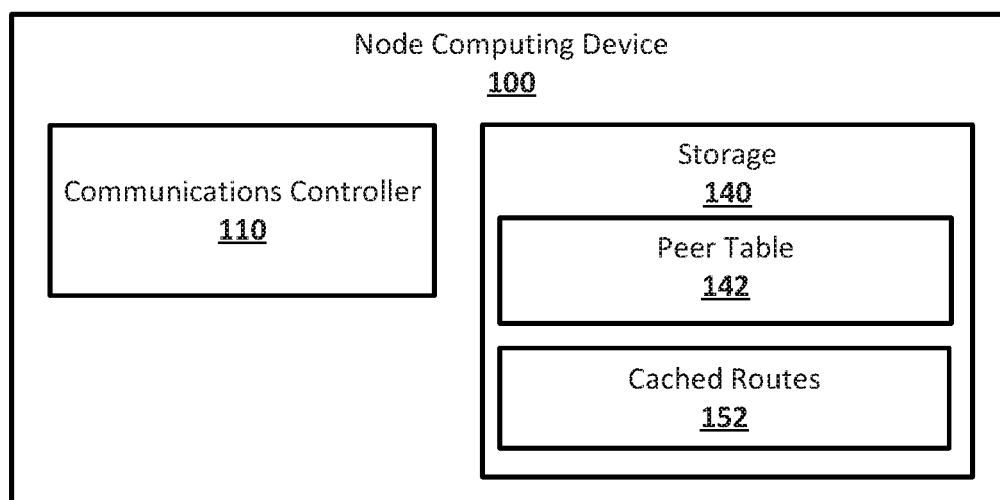 Node Computing Device
100
Communications Controller
110
Storage
140
Peer Table
142
Cached Routes
152